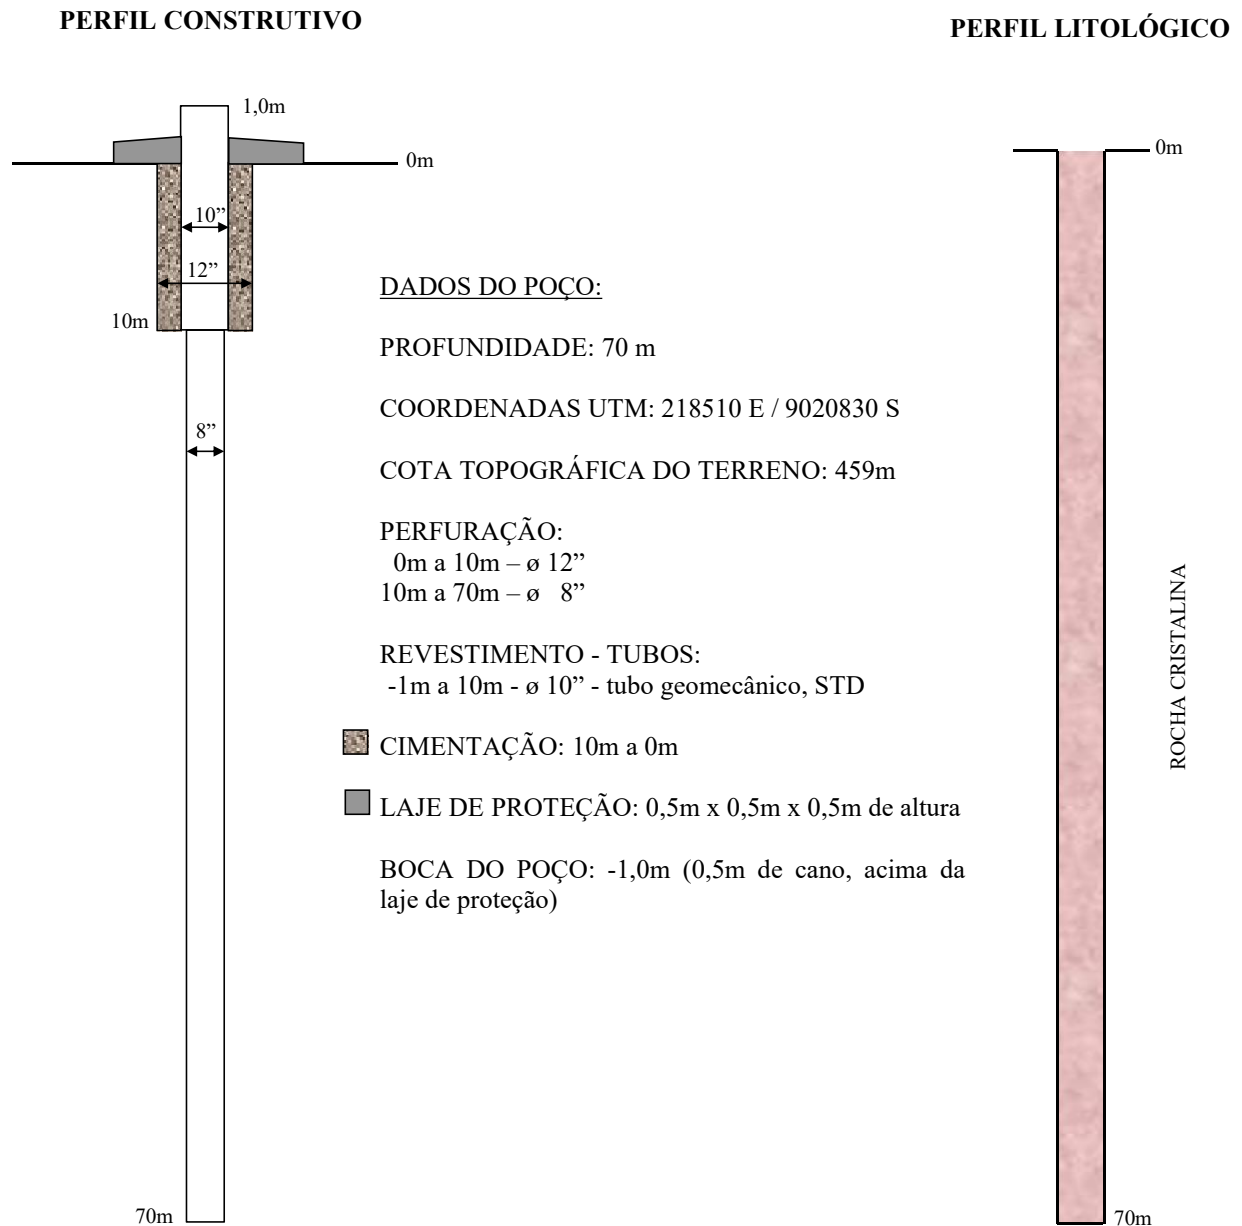 PERFIL CONSTRUTIVO
PERFIL LITOLÓGICO
1,0m
0m
0m
10”
12”
10m
8”
DADOS DO POÇO:
PROFUNDIDADE: 70 m
COORDENADAS UTM: 218510 E / 9020830 S
COTA TOPOGRÁFICA DO TERRENO: 459m
PERFURAÇÃO:
0m a 10m – ø 12”
10m a 70m – ø 8”
REVESTIMENTO - TUBOS:
-1m a 10m - ø 10” - tubo geomecânico, STD
CIMENTAÇÃO: 10m a 0m
LAJE DE PROTEÇÃO: 0,5m x 0,5m x 0,5m de altura
BOCA DO POÇO: -1,0m (0,5m de cano, acima da
laje de proteção)
ROCHA CRISTALINA
70m
70m